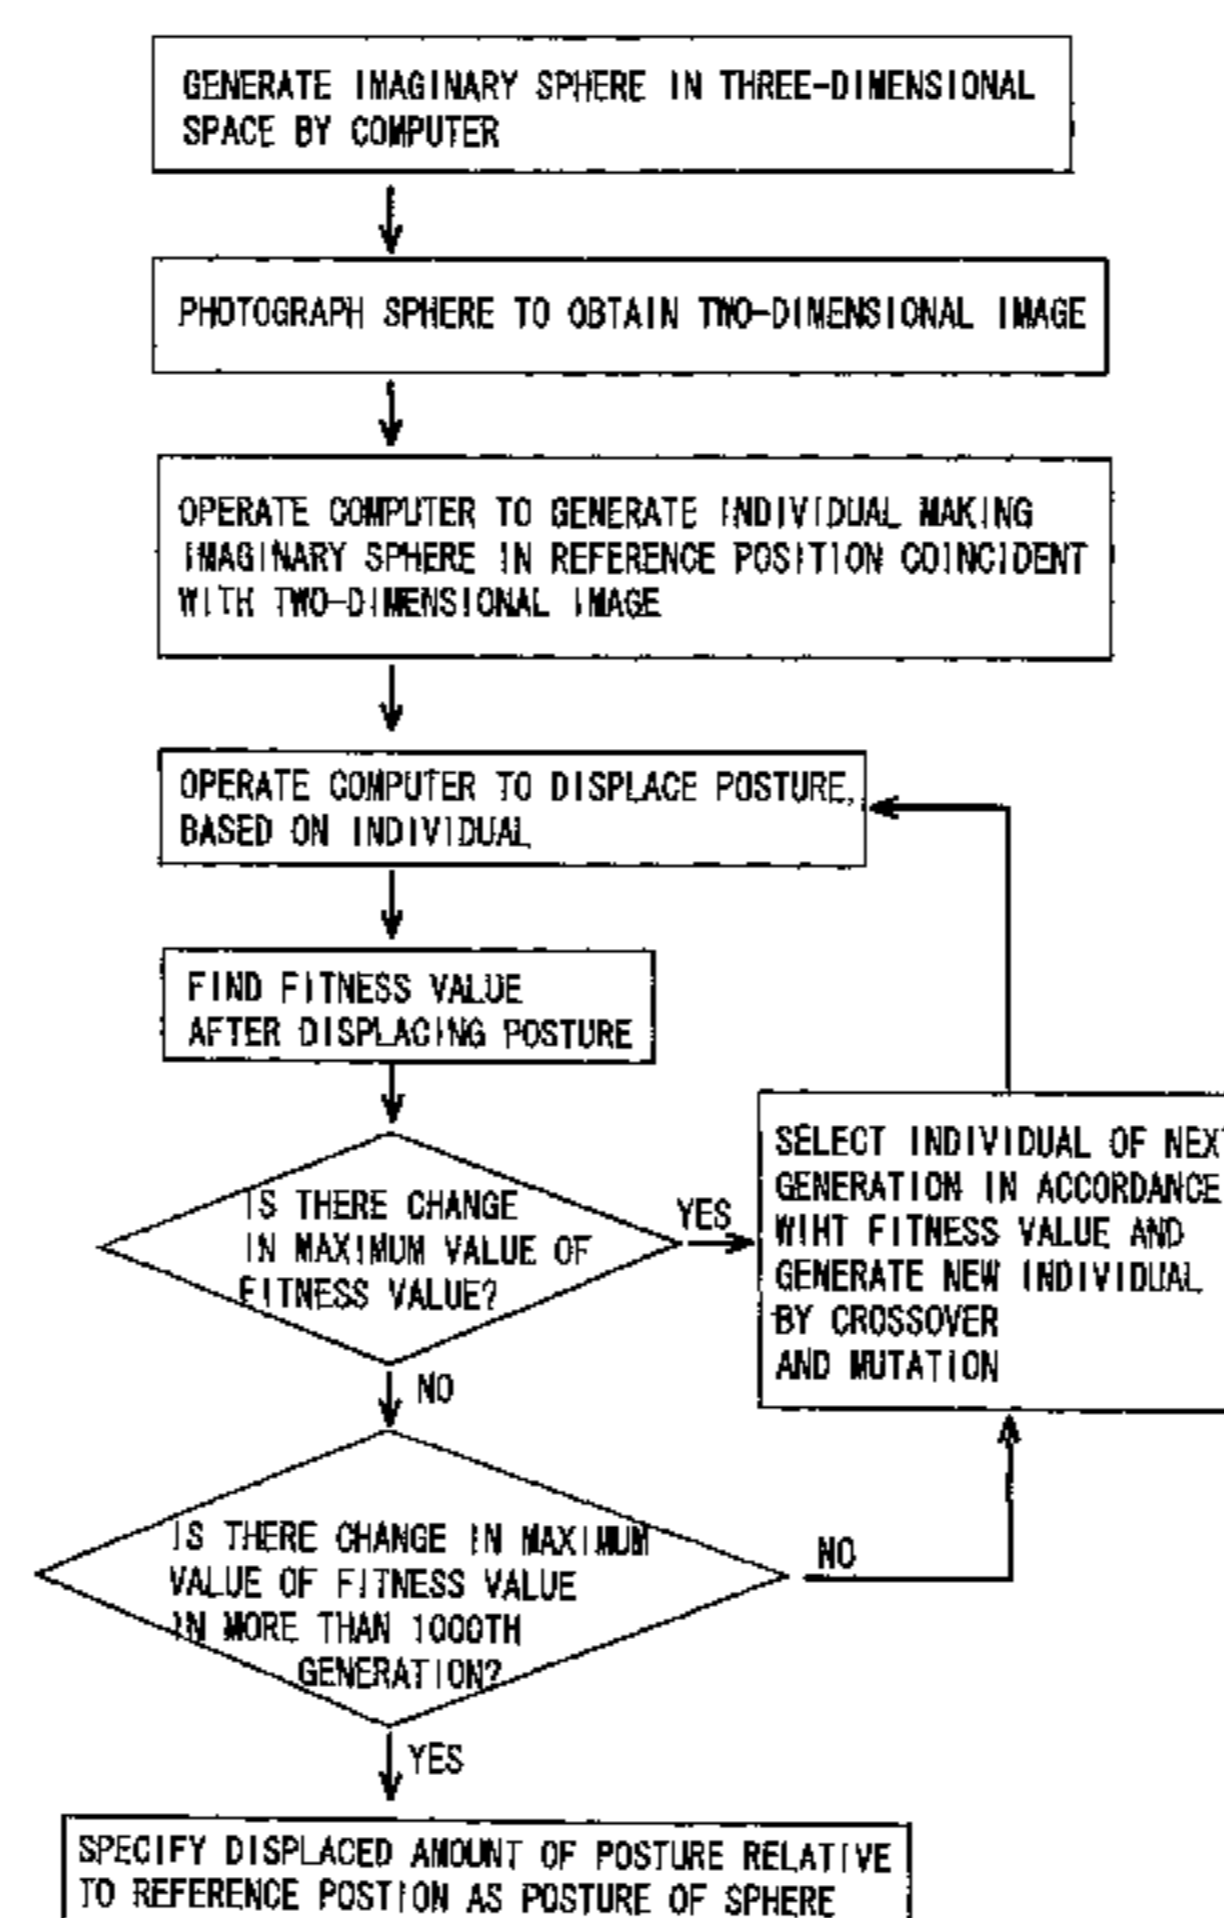 GENERATE IMAGINARY SPHERE IN THREE-DIMENSIONAL
SPACE BY COMPUTER
PHOTOGRAPH SPHERE TO OBTAIN TWO-DIMENSIONAL IMAGE
OPERATE COMPUTER TO GENERATE INDIVIDUAL MAKING
IMAGINARY SPHERE IN REFERENCE POSITION COINCIDENT
WITH TWO-DIMENSIONAL IMAGE
OPERATE COMPUTER TO DISPLACE POSTURE,
BASED ON INDIVIDUAL
FIND FITNESS VALUE
AFTER DISPLACING POSTURE
IS THERE CHANGE
IN MAXIMUM VALUE OF
FITNESS VALUE?
YES
SELECT INDIVIDUAL OF NEXT
GENERATION IN ACCORDANCE
WIHT FITNESS VALUE AND
GENERATE NEW INDIVIDUAL
BY CROSSOVER
AND MUTATION
NO
IS THERE CHANGE IN MAXIMUM
VALUE OF FITNESS VALUE
IN MORE THAN 1000TH
GENERATION?
NO
YES
SPECIFY DISPLACED AMOUNT OF POSTURE RELATIVE
TO REFERENCE POSTION AS POSTURE OF SPHERE